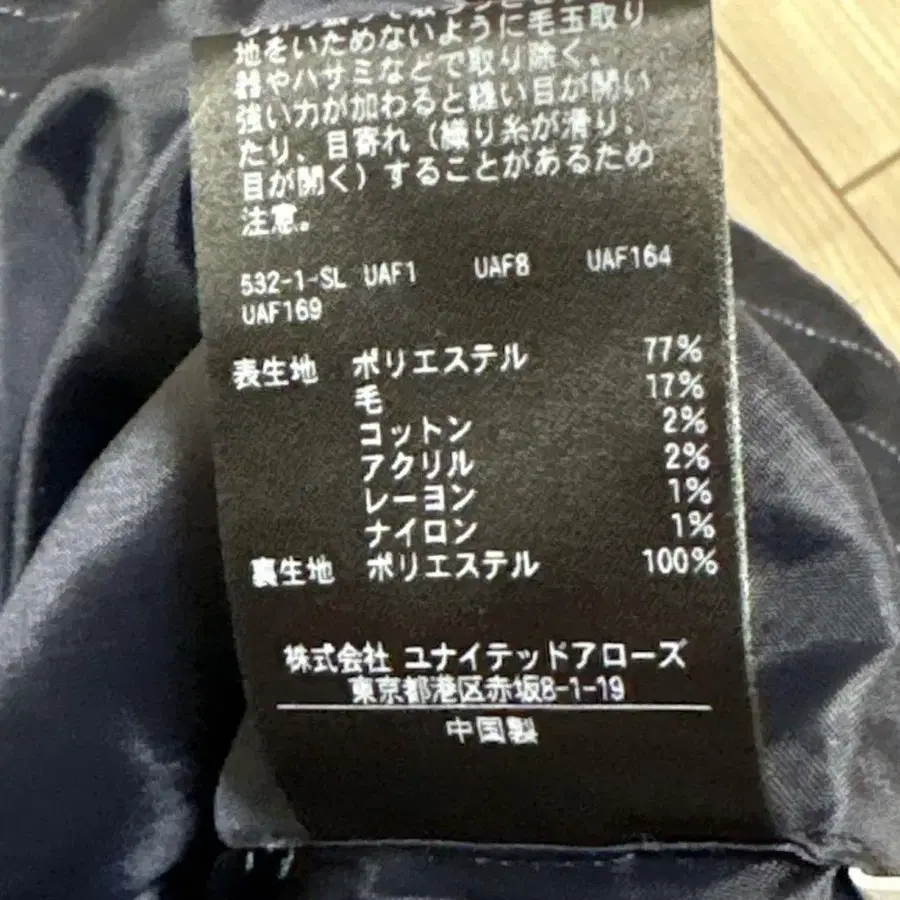 地をいためないように毛玉取り
器やハサミなどで取り除く。
強い力が加わると縫い目が開い
たり、目寄れ（織り糸が滑り、
目が開く）することがあるため
注意。
532-1-SL UAF1 UAF8 UAF164
UAF169
表生地 ポリエステル 77%
毛 17%
コットン 2%
アクリル 2%
レーヨン 1%
ナイロン 1%
裏生地 ポリエステル 100%
株式会社 ユナイテッドアローズ
東京都港区赤坂8-1-19
中国製